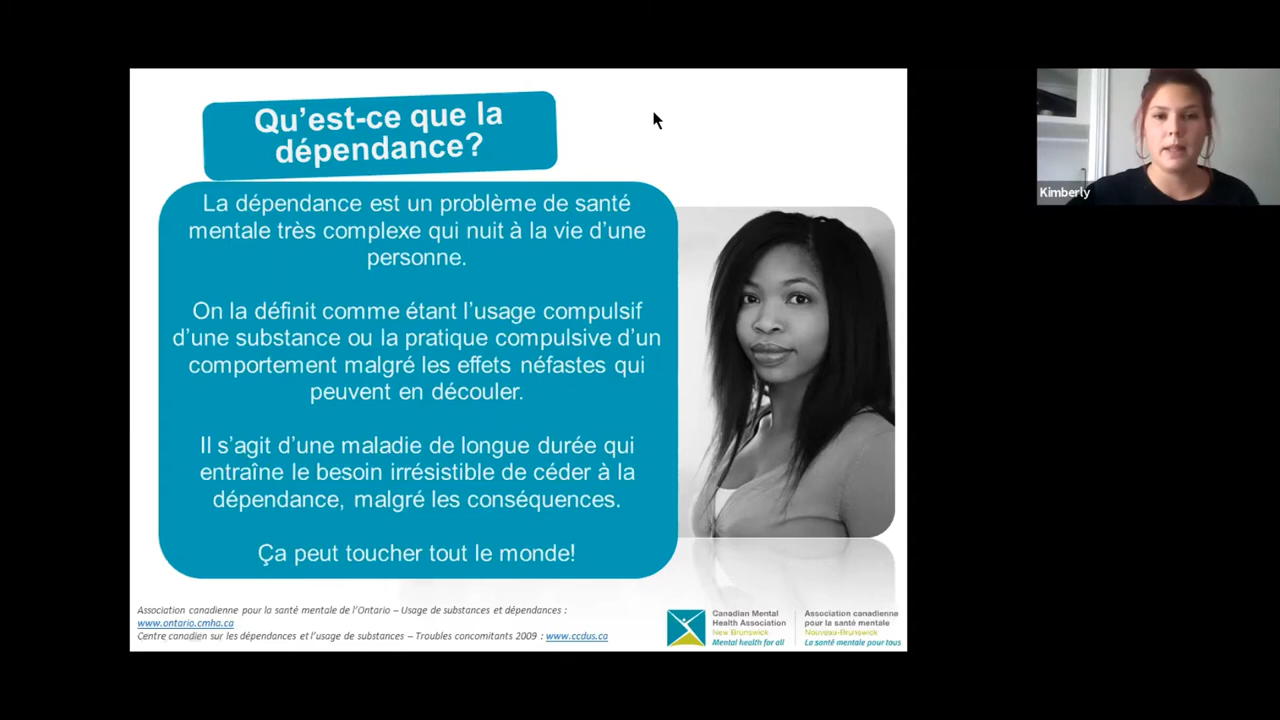 Qu’est-ce que la
dépendance?
La dépendance est un problème de santé
mentale très complexe qui nuit à la vie d’une
personne.
On la définit comme étant l’usage compulsif
d’une substance ou la pratique compulsive d’un
comportement malgré les effets néfastes qui
peuvent en découler.
Il s’agit d’une maladie de longue durée qui
entraîne le besoin irrésistible de céder à la
dépendance, malgré les conséquences.
Ça peut toucher tout le monde!
Association canadienne pour la santé mentale de l’Ontario – Usage de substances et dépendances :
www.ontario.cmha.ca
Centre canadien sur les dépendances et l’usage de substances – Troubles concomitants 2009 : www.ccdus.ca
Canadian Mental
Health Association
New Brunswick
Mental health for all
Association canadienne
pour la santé mentale
Nouveau-Brunswick
La santé mentale pour tous
Kimberly